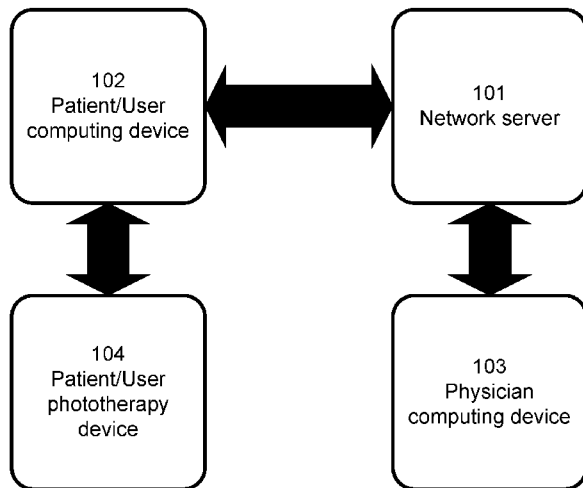 102
Patient/User
computing device
101
Network server
104
Patient/User
phototherapy
device
103
Physician
computing device